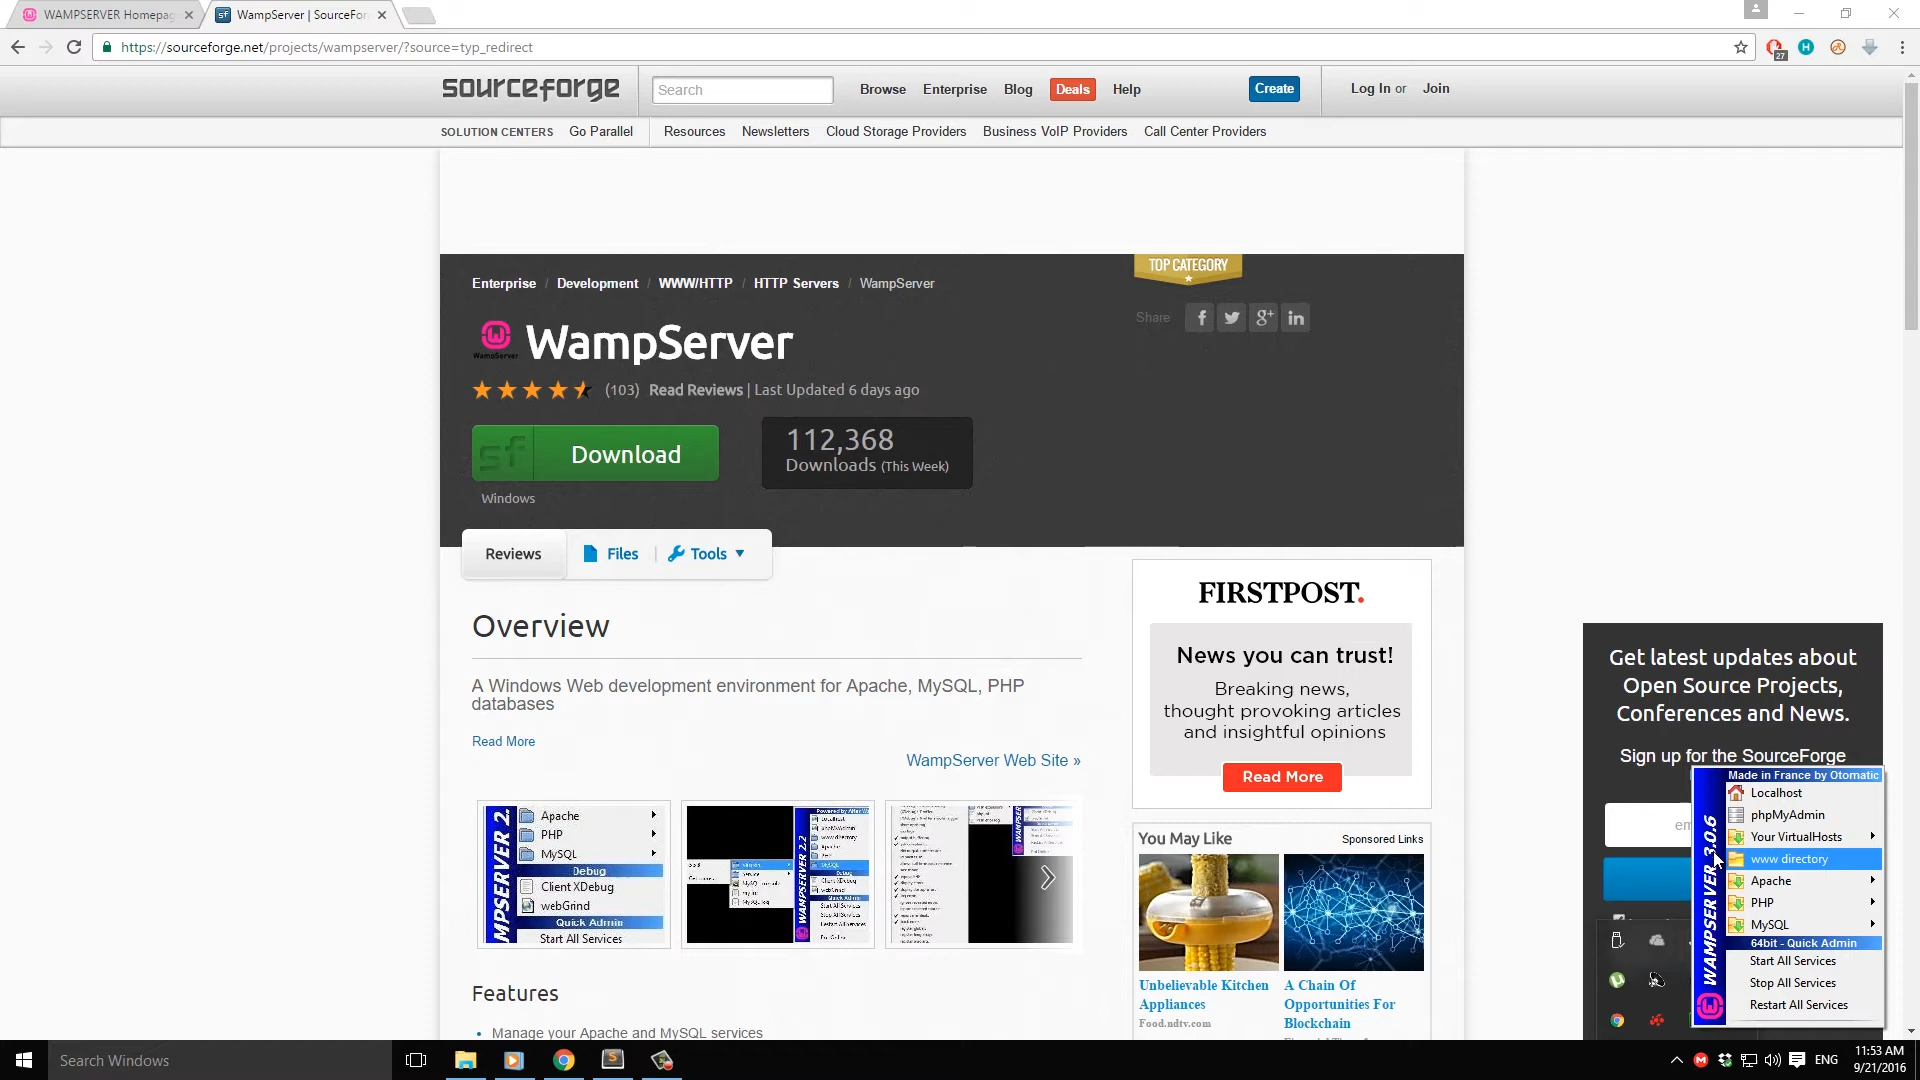 WAMPSERVER Homepag
WampServer | SourceFor
https://sourceforge.net/projects/wampserver/?source=typ_redirect
27
sourceforge
Search
Browse
Enterprise
Blog
Deals
Help
Create
Log In or Join
SOLUTION CENTERS
Go Parallel
Resources
Newsletters
Cloud Storage Providers
Business VoIP Providers
Call Center Providers
Enterprise / Development / WWW/HTTP / HTTP Servers / WampServer
TOP CATEGORY
Share
WampServer
WampServer
(103) Read Reviews | Last Updated 6 days ago
sf
Download
112,368
Downloads (This Week)
Windows
Reviews
Files
Tools
Overview
A Windows Web development environment for Apache, MySQL, PHP
databases
Read More
WampServer Web Site »
MPSERVER 2.
Apache
PHP
MySQL
Debug
Client XDebug
webGrind
Quick Admin
Start All Services
WAMPSERVER 2.2
Features
• Manage your Apache and MySQL services
FIRSTPOST.
News you can trust!
Breaking news,
thought provoking articles
and insightful opinions
Read More
You May Like
Sponsored Links
Unbelievable Kitchen
Appliances
Food.ndtv.com
A Chain Of
Opportunities For
Blockchain
Get latest updates about
Open Source Projects,
Conferences and News.
Sign up for the SourceForge
em
WAMPSERVER 3.0.6
Made in France by Otomatic
Localhost
phpMyAdmin
Your VirtualHosts
www directory
Apache
PHP
MySQL
64bit - Quick Admin
Start All Services
Stop All Services
Restart All Services
Search Windows
ENG
11:53 AM
9/21/2016